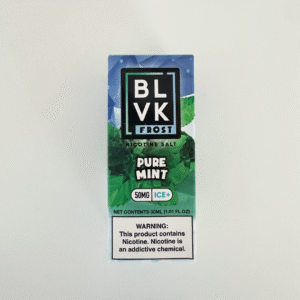 BL
VK
FROST
NICOTINE SALT
PURE
MINT
50MG ICE+
NET CONTENTS 30ML (1.01 FL OZ)
WARNING:
This product contains
Nicotine. Nicotine is
an addictive chemical.